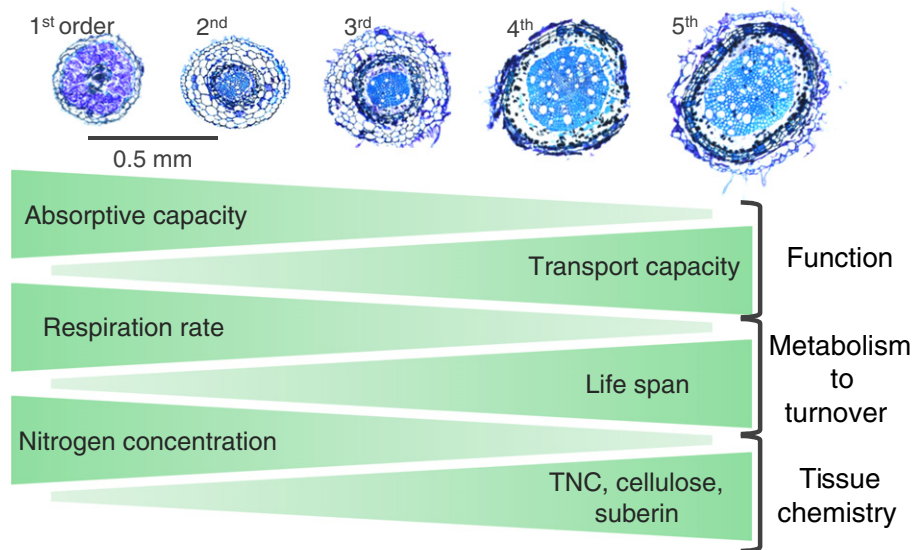 1st order
2nd
3rd
4th
5th
0.5 mm
Absorptive capacity
Transport capacity
Function
Respiration rate
Life span
Metabolism
to
turnover
Nitrogen concentration
TNC, cellulose,
suberin
Tissue
chemistry